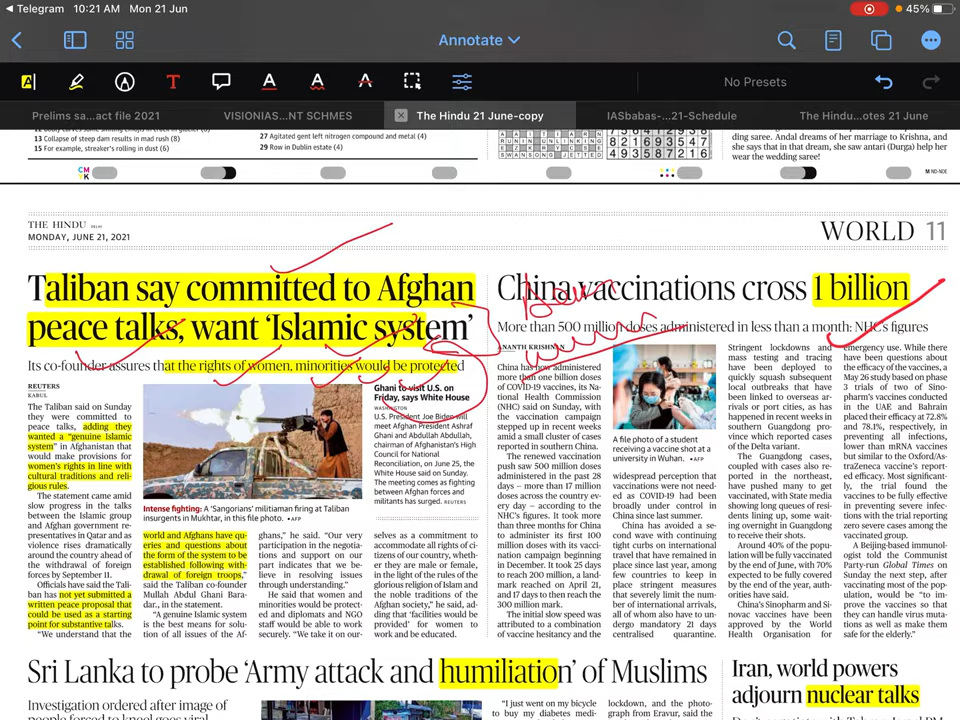 Telegram 10:21 AM Mon 21 Jun
45%
Annotate
A T A A A
No Presets
Prelims sa...act file 2021
VISIONIAS...NT SCHMES
The Hindu 21 June-copy
IASbabas-...21-Schedule
The Hindu...otes 21 June
13 Collapse of steep dam results in mad rush (8)
15 For example, streaker's rolling in dust (6)
27 Agitated gent left nitrogen compound and metal (4)
29 Row in Dublin estate (4)
ding saree. Andal dreams of her marriage to Krishna, and
she says that in that dream, she saw antari (Durga) help her
wear the wedding saree!
CM
YK
M ND-NDE
THE HINDU DELHI
MONDAY, JUNE 21, 2021
WORLD 11
Taliban say committed to Afghan
peace talks, want 'Islamic system'
Its co-founder assures that the rights of women, minorities would be protected
REUTERS
KABUL
The Taliban said on Sunday
they were committed to
peace talks, adding they
wanted a "genuine Islamic
system" in Afghanistan that
would make provisions for
women's rights in line with
cultural traditions and reli-
gious rules.
The statement came amid
slow progress in the talks
between the Islamic group
and Afghan government re-
presentatives in Qatar and as
violence rises dramatically
around the country ahead of
the withdrawal of foreign
forces by September 11.
Officials have said the Tali-
ban has not yet submitted a
written peace proposal that
could be used as a starting
point for substantive talks.
"We understand that the
Intense fighting: A 'Sangorians' militiaman firing at Taliban
insurgents in Mukhtar, in this file photo. •AFP
world and Afghans have qu-
eries and questions about
the form of the system to be
established following with-
drawal of foreign troops,"
said the Taliban co-founder
Mullah Abdul Ghani Bara-
dar., in the statement.
"A genuine Islamic system
is the best means for solu-
tion of all issues of the Af-
ghans," he said. "Our very
participation in the negotia-
tions and support on our
part indicates that we be-
lieve in resolving issues
through understanding."
He said that women and
minorities would be protect-
ed and diplomats and NGO
staff would be able to work
securely. "We take it on our-
Ghani to visit U.S. on
Friday, says White House
WASHINGTON
U.S. President Joe Biden will
meet Afghan President Ashraf
Ghani and Abdullah Abdullah,
chairman of Afghanistan's High
Council for National
Reconciliation, on June 25, the
White House said on Sunday.
The meeting comes as fighting
between Afghan forces and
militants has surged. REUTERS
selves as a commitment to
accommodate all rights of ci-
tizens of our country, wheth-
er they are male or female,
in the light of the rules of the
glorious religion of Islam and
the noble traditions of the
Afghan society," he said, ad-
ding that "facilities would be
provided" for women to
work and be educated.
China vaccinations cross 1 billion
More than 500 million doses administered in less than a month: NHC's figures
ANANTH KRISHNAN
China has now administered
more than one billion doses
of COVID-19 vaccines, its Na-
tional Health Commission
(NHC) said on Sunday, with
the vaccination campaign
stepped up in recent weeks
amid a small cluster of cases
reported in southern China.
The renewed vaccination
push saw 500 million doses
administered in the past 28
days – more than 17 million
doses across the country ev-
ery day – according to the
NHC's figures. It took more
than three months for China
to administer its first 100
million doses with its vacci-
nation campaign beginning
in December. It took 25 days
to reach 200 million, a land-
mark reached on April 21,
and 17 days to then reach the
300 million mark.
The initial slow speed was
attributed to a combination
of vaccine hesitancy and the
A file photo of a student
receiving a vaccine shot at a
university in Wuhan. •AFP
widespread perception that
vaccinations were not need-
ed as COVID-19 had been
broadly under control in
China since last summer.
China has avoided a sec-
ond wave with continuing
tight curbs on international
travel that have remained in
place since last year, among
few countries to keep in
place stringent measures
that severely limit the num-
ber of international arrivals,
all of whom also have to un-
dergo mandatory 21 days
centralised quarantine.
Stringent lockdowns and
mass testing and tracing
have been deployed to
quickly squash subsequent
local outbreaks that have
been linked to overseas ar-
rivals or port cities, as has
happened in recent weeks in
southern Guangdong pro-
vince which reported cases
of the Delta variant.
The Guangdong cases,
coupled with cases also re-
ported in the northeast,
have pushed many to get
vaccinated, with State media
showing long queues of resi-
dents lining up, some wait-
ing overnight in Guangdong
to receive their shots.
Around 40% of the popu-
lation will be fully vaccinated
by the end of June, with 70%
expected to be fully covered
by the end of the year, auth-
orities have said.
China's Sinopharm and Si-
novac vaccines have been
approved by the World
Health Organisation for
emergency use. While there
have been questions about
the efficacy of the vaccines, a
May 26 study based on phase
3 trials of two of Sino-
pharm's vaccines conducted
in the UAE and Bahrain
placed their efficacy at 72.8%
and 78.1%, respectively, in
preventing all infections,
lower than mRNA vaccines
but similar to the Oxford/As-
traZeneca vaccine's report-
ed efficacy. Most significant-
ly, the trial found the
vaccines to be fully effective
in preventing severe infec-
tions with the trial reporting
zero severe cases among the
vaccinated group.
A Beijing-based immunol-
ogist told the Communist
Party-run Global Times on
Sunday the next step, after
vaccinating most of the pop-
ulation, would be "to im-
prove the vaccines so that
they can handle virus muta-
tions as well as make them
safe for the elderly."
Sri Lanka to probe 'Army attack and humiliation' of Muslims
Investigation ordered after image of
"I just went on my bicycle
to buy my diabetes medi-
lockdown, and the photo-
graph from Eravur, said the
Iran, world powers
adjourn nuclear talks